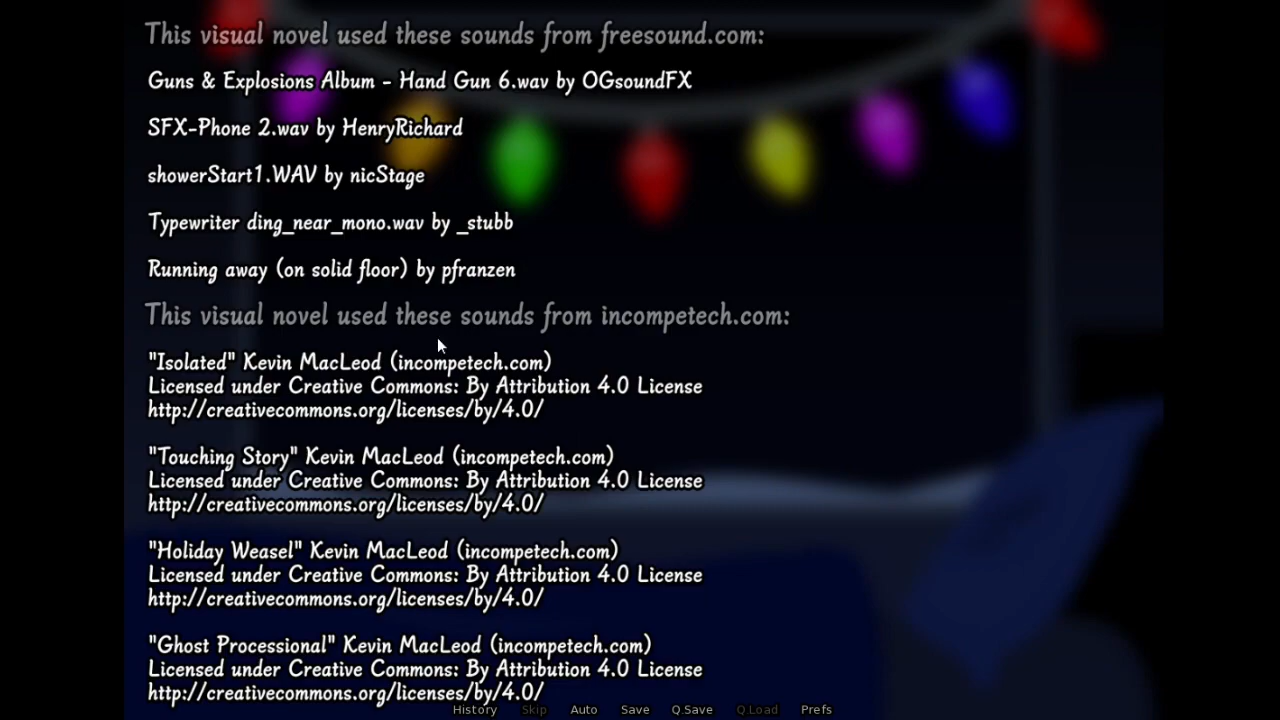 This visual novel used these sounds from freesound.com:
Guns & Explosions Album - Hand Gun 6.wav by OGsoundFX
SFX-Phone 2.wav by HenryRichard
showerStart1.WAV by nicStage
Typewriter ding_near_mono.wav by _stubb
Running away (on solid floor) by pfranzen
This visual novel used these sounds from incompetech.com:
"Isolated" Kevin MacLeod (incompetech.com)
Licensed under Creative Commons: By Attribution 4.0 License
http://creativecommons.org/licenses/by/4.0/
"Touching Story" Kevin MacLeod (incompetech.com)
Licensed under Creative Commons: By Attribution 4.0 License
http://creativecommons.org/licenses/by/4.0/
"Holiday Weasel" Kevin MacLeod (incompetech.com)
Licensed under Creative Commons: By Attribution 4.0 License
http://creativecommons.org/licenses/by/4.0/
"Ghost Processional" Kevin MacLeod (incompetech.com)
Licensed under Creative Commons: By Attribution 4.0 License
http://creativecommons.org/licenses/by/4.0/
History Skip Auto Save Q.Save Q.Load Prefs